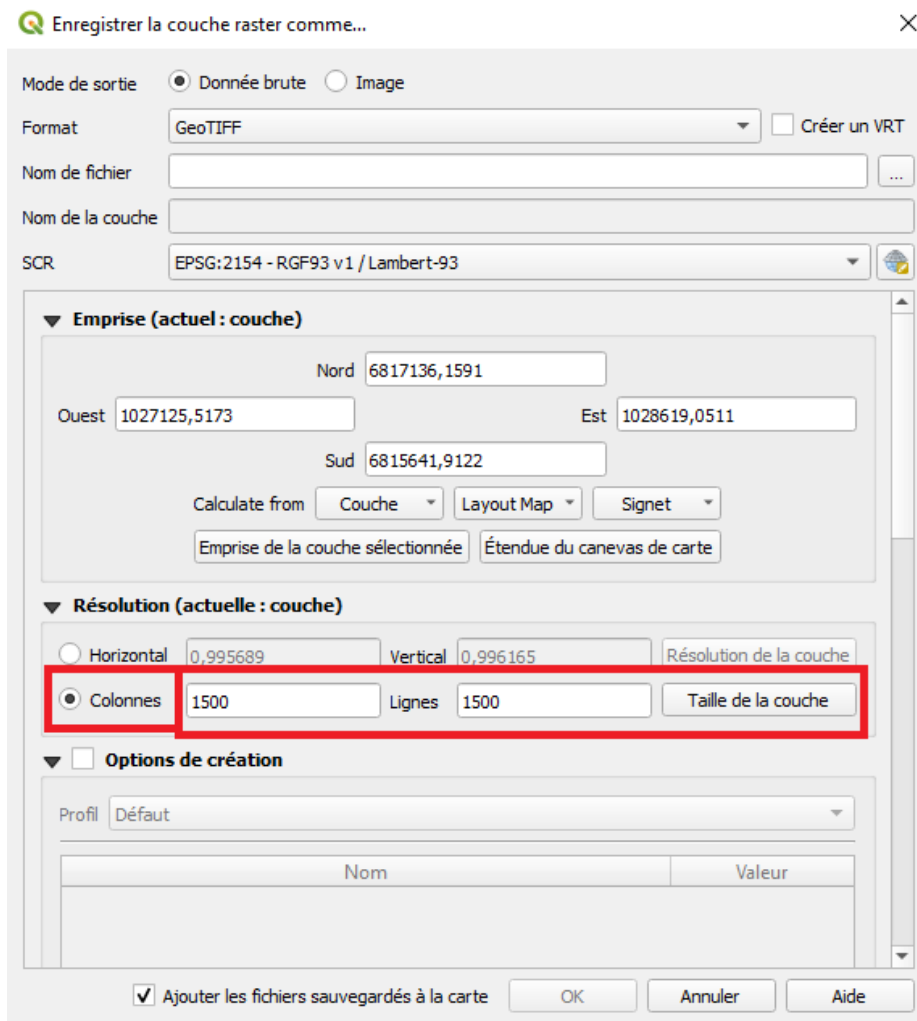 Enregistrer la couche raster comme...
Mode de sortie Donnée brute Image
Format GeoTIFF Créer un VRT
Nom de fichier ...
Nom de la couche
SCR EPSG:2154 - RGF93 v1 / Lambert-93
Emprise (actuel : couche)
Nord 6817136,1591
Ouest 1027125,5173 Est 1028619,0511
Sud 6815641,9122
Calculate from Couche Layout Map Signet
Emprise de la couche sélectionnée Étendue du canevas de carte
Résolution (actuelle : couche)
Horizontal 0,995689 Vertical 0,996165 Résolution de la couche
Colonnes 1500 Lignes 1500 Taille de la couche
Options de création
Profil Défaut
Nom Valeur
Ajouter les fichiers sauvegardés à la carte OK Annuler Aide